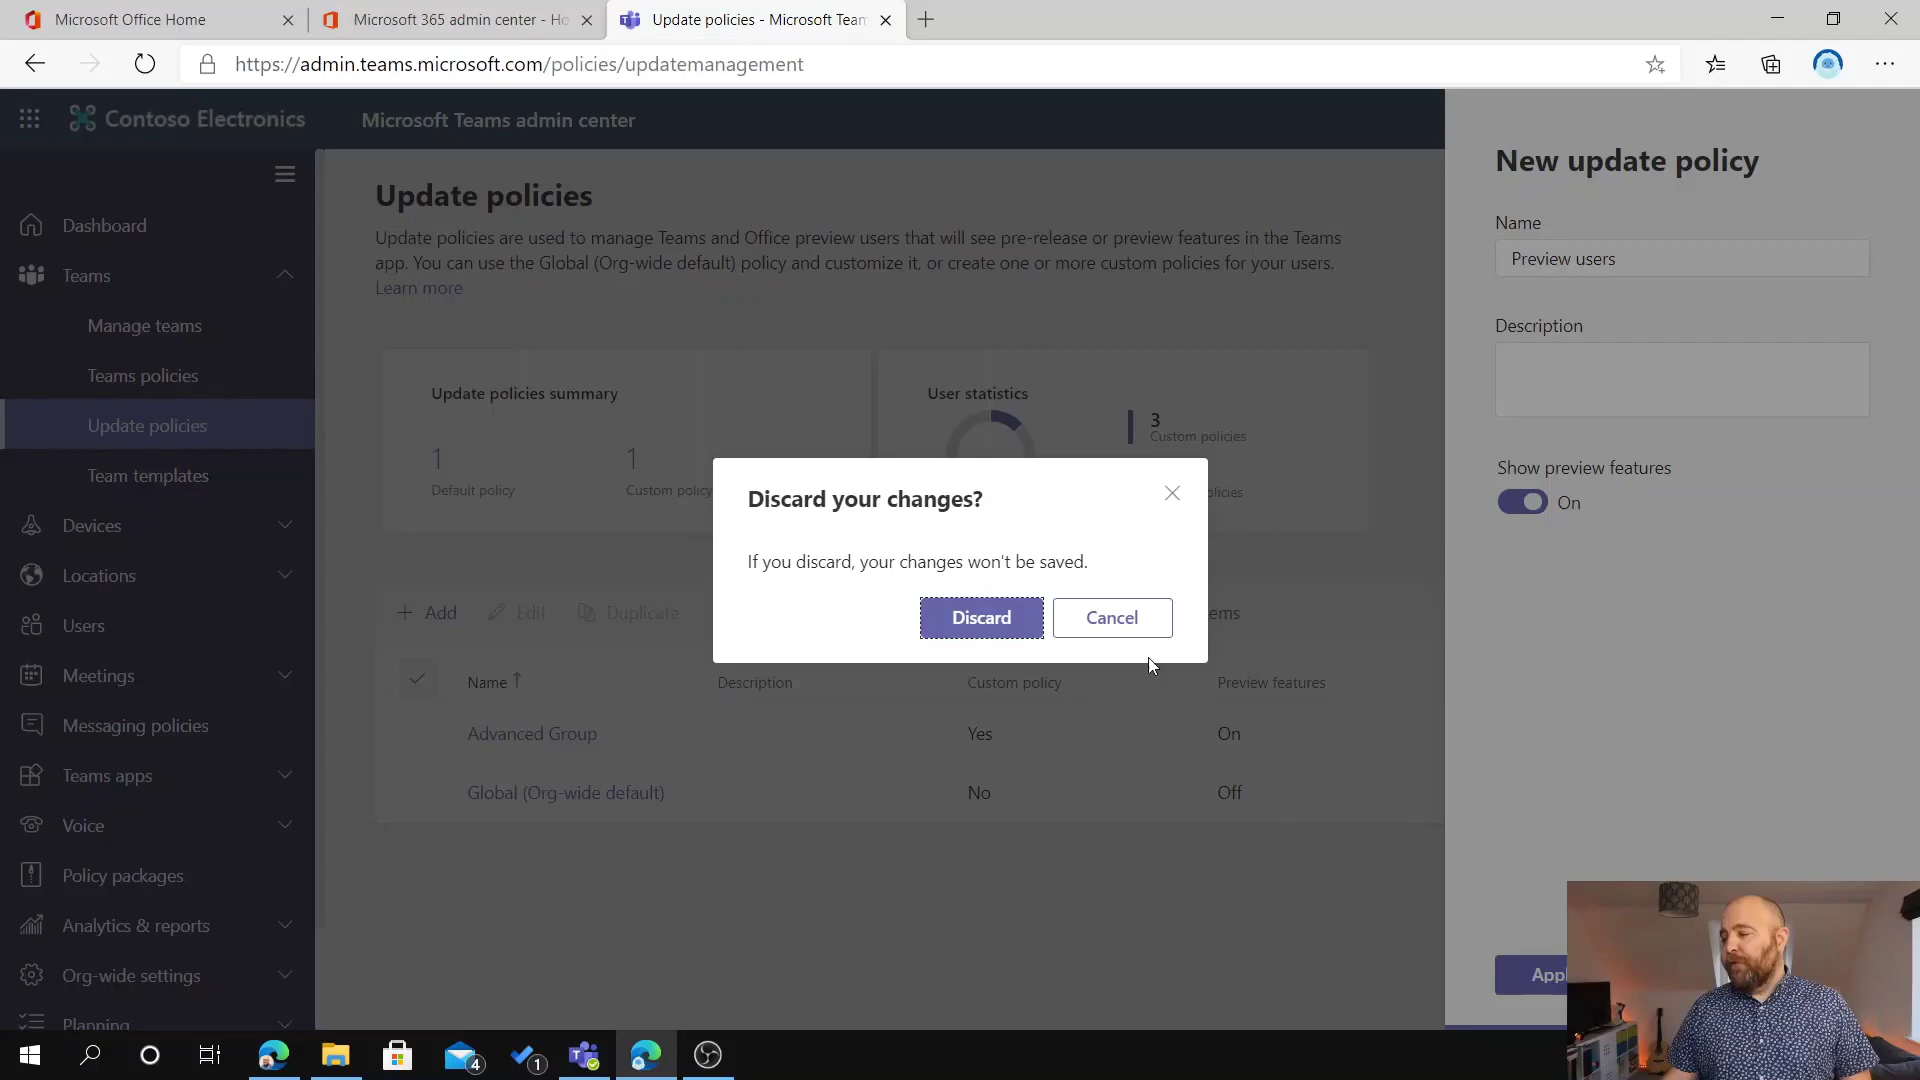 Microsoft Office Home
Microsoft 365 admin center - Ho
Update policies - Microsoft Team
https://admin.teams.microsoft.com/policies/updatemanagement
Contoso Electronics
Microsoft Teams admin center
Dashboard
Teams
Manage teams
Teams policies
Update policies
Team templates
Devices
Locations
Users
Meetings
Messaging policies
Teams apps
Voice
Policy packages
Analytics & reports
Org-wide settings
Planning
Update policies
Update policies are used to manage Teams and Office preview users that will see pre-release or preview features in the Teams
app. You can use the Global (Org-wide default) policy and customize it, or create one or more custom policies for your users.
Learn more
Update policies summary
1
Default policy
1
Custom policy
User statistics
3
Custom policies
olicies
Discard your changes?
If you discard, your changes won't be saved.
Discard
Cancel
Add
Edit
Duplicate
ems
Name
Description
Custom policy
Preview features
Advanced Group
Yes
On
Global (Org-wide default)
No
Off
New update policy
Name
Preview users
Description
Show preview features
On
Appl
4
1